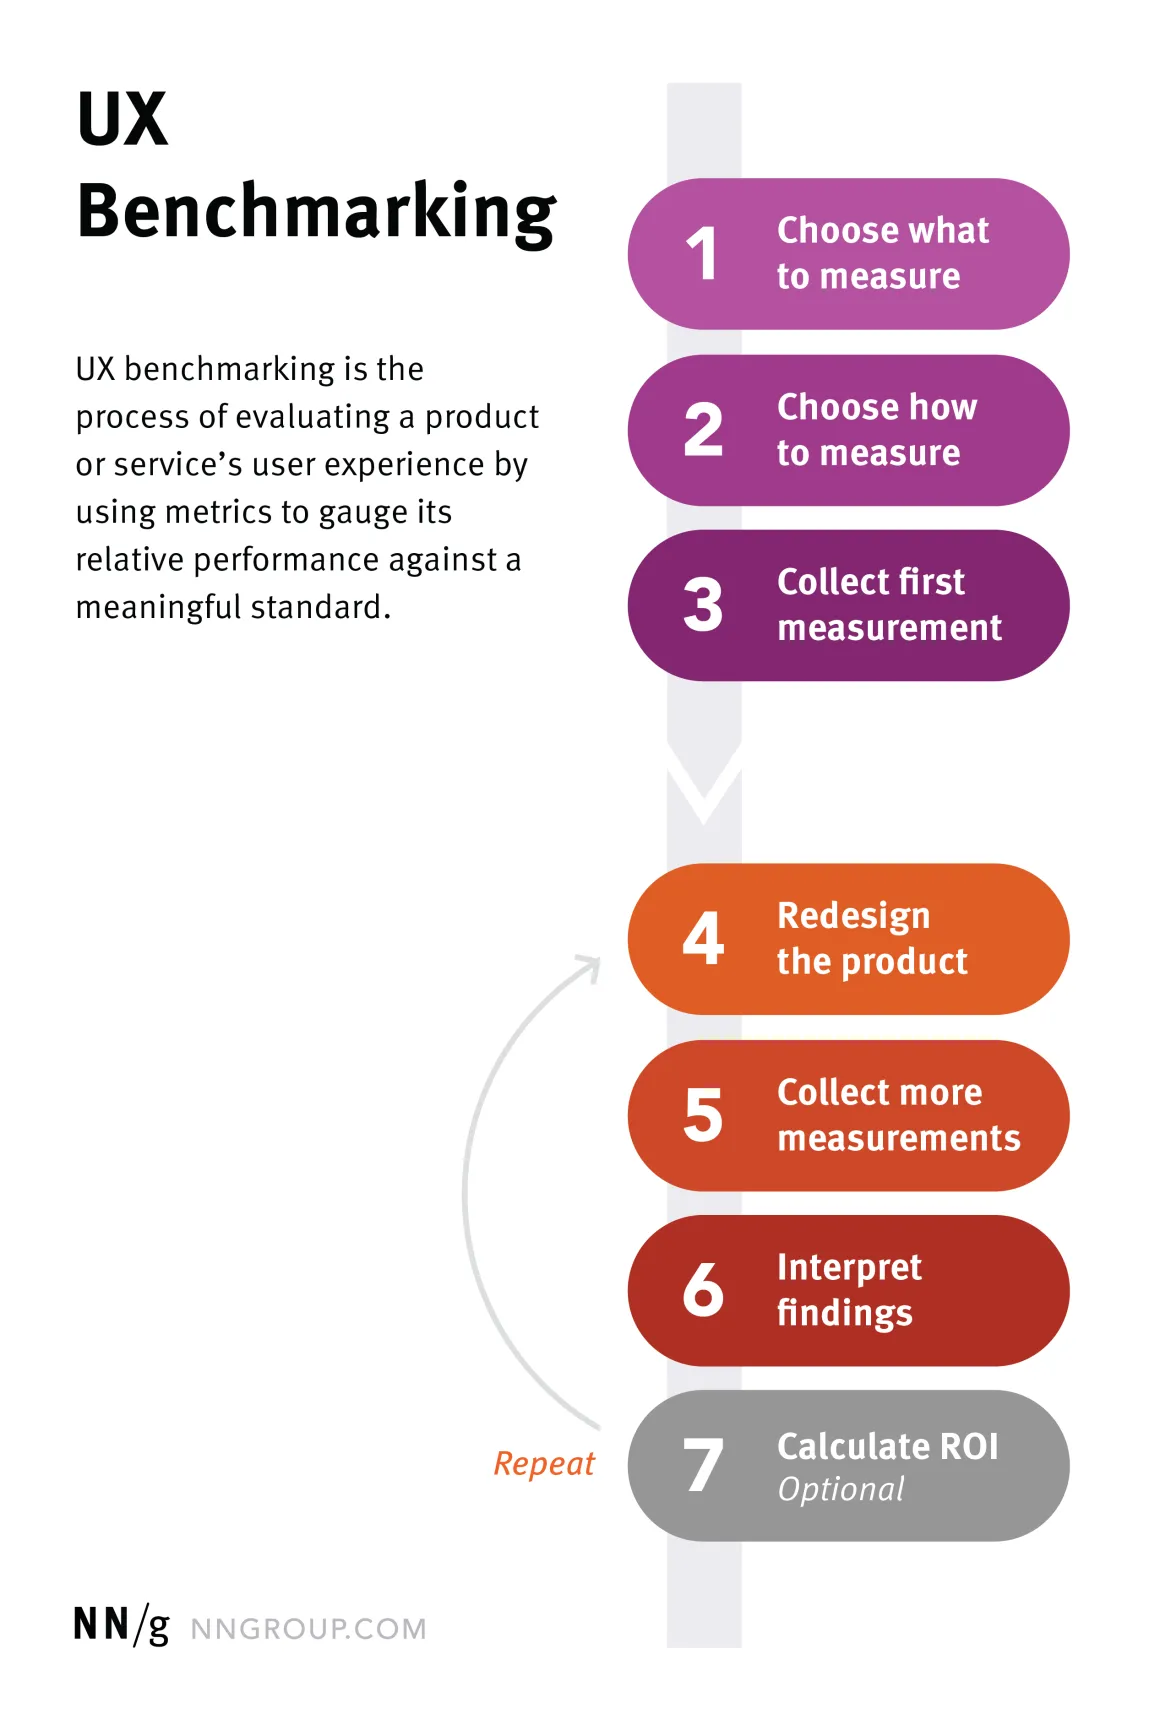 UX
Benchmarking
UX benchmarking is the
process of evaluating a product
or service’s user experience by
using metrics to gauge its
relative performance against a
meaningful standard.
1
Choose what
to measure
2
Choose how
to measure
3
Collect first
measurement
4
Redesign
the product
5
Collect more
measurements
6
Interpret
findings
7
Calculate ROI
Optional
Repeat
NN/g NNGROUP.COM